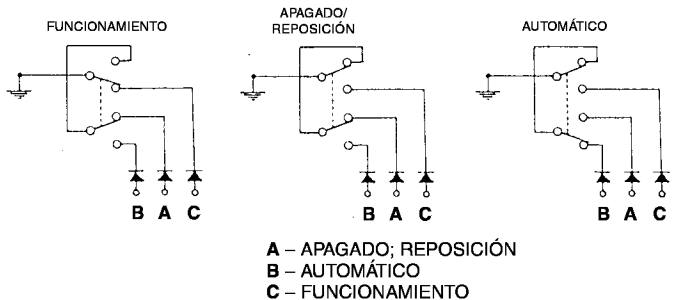 FUNCIONAMIENTO
APAGADO/
REPOSICIÓN
AUTOMÁTICO
B A C
B A C
B A C
A – APAGADO; REPOSICIÓN
B – AUTOMÁTICO
C – FUNCIONAMIENTO